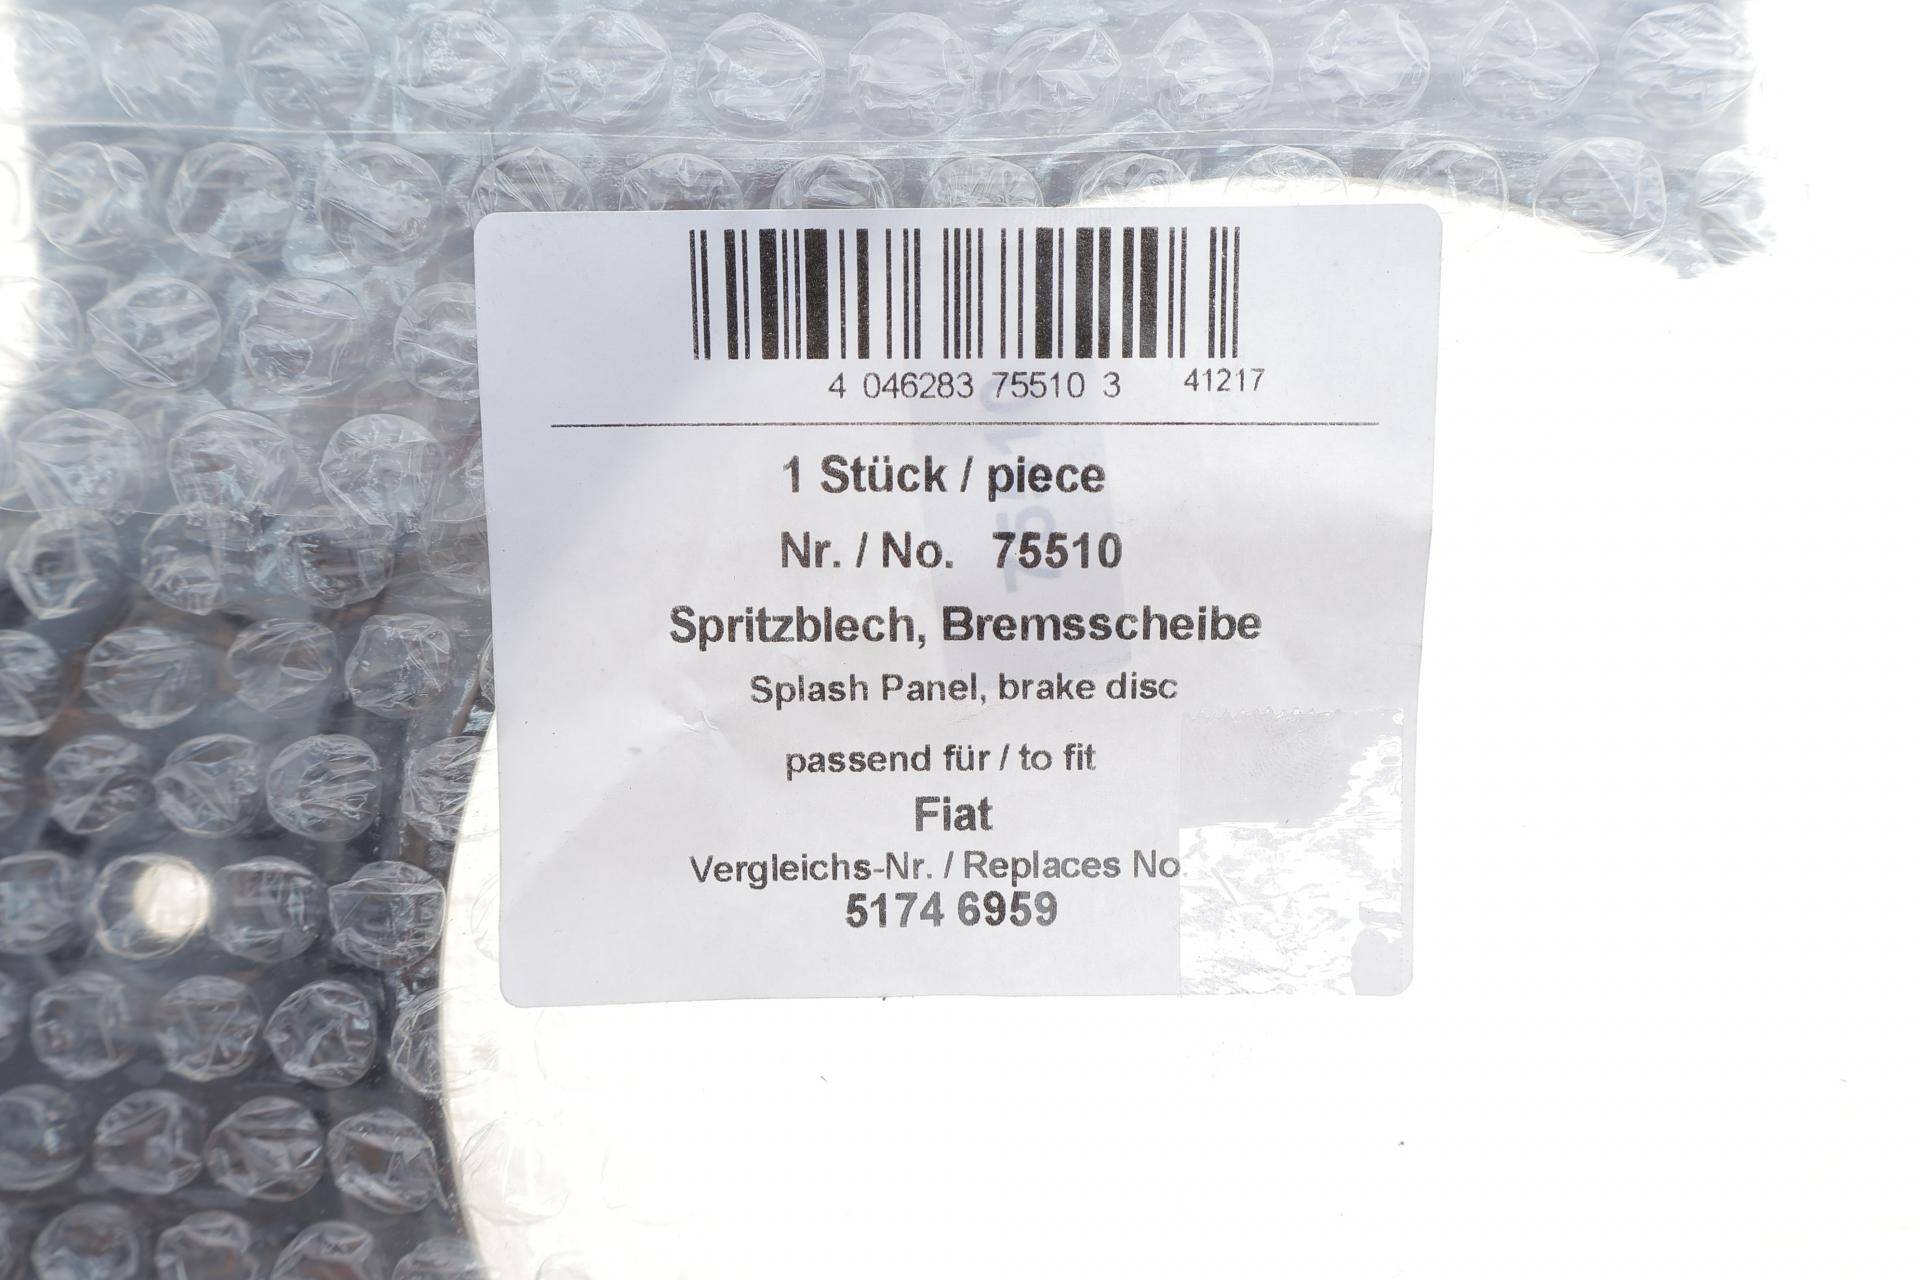 4 046283 75510 3 41217
1 Stück / piece
Nr. / No. 75510
Spritzblech, Bremsscheibe
Splash Panel, brake disc
passend für / to fit
Fiat
Vergleichs-Nr. / Replaces No.
5174 6959